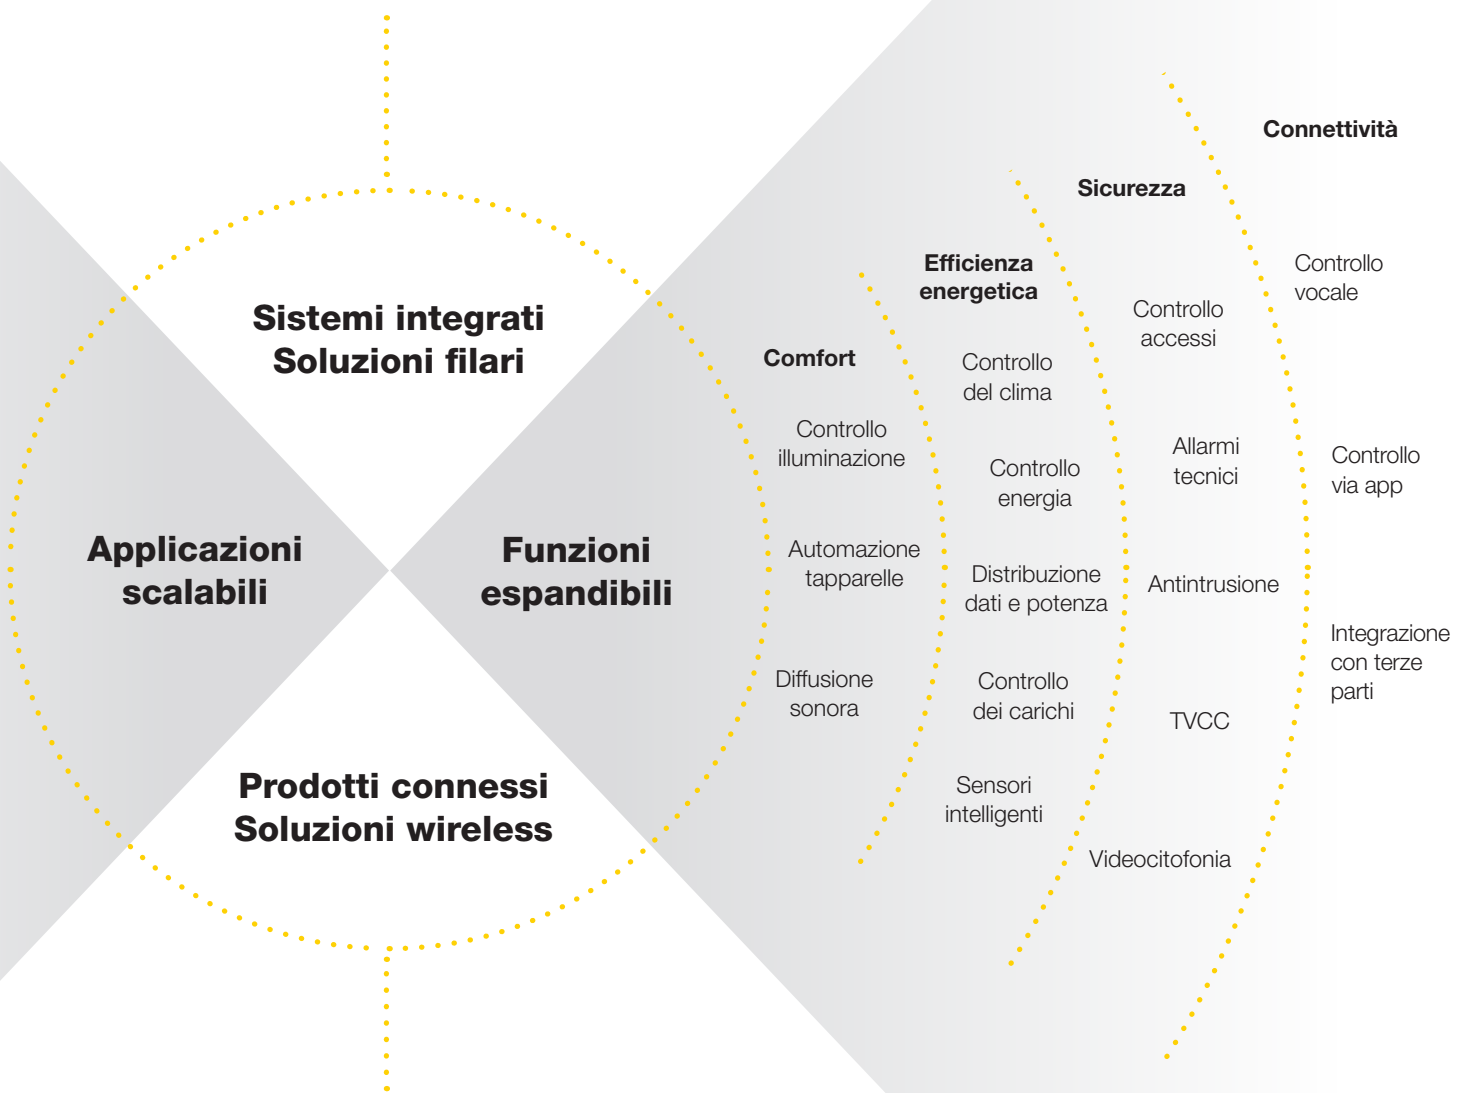 Sistemi integrati
Soluzioni filari
Applicazioni
scalabili
Funzioni
espandibili
Prodotti connessi
Soluzioni wireless
Comfort
Controllo
illuminazione
Automazione
tapparelle
Diffusione
sonora
Efficienza
energetica
Controllo
del clima
Controllo
energia
Distribuzione
dati e potenza
Controllo
dei carichi
Sensori
intelligenti
Sicurezza
Controllo
accessi
Allarmi
tecnici
Antintrusione
TVCC
Videocitofonia
Connettività
Controllo
vocale
Controllo
via app
Integrazione
con terze
parti